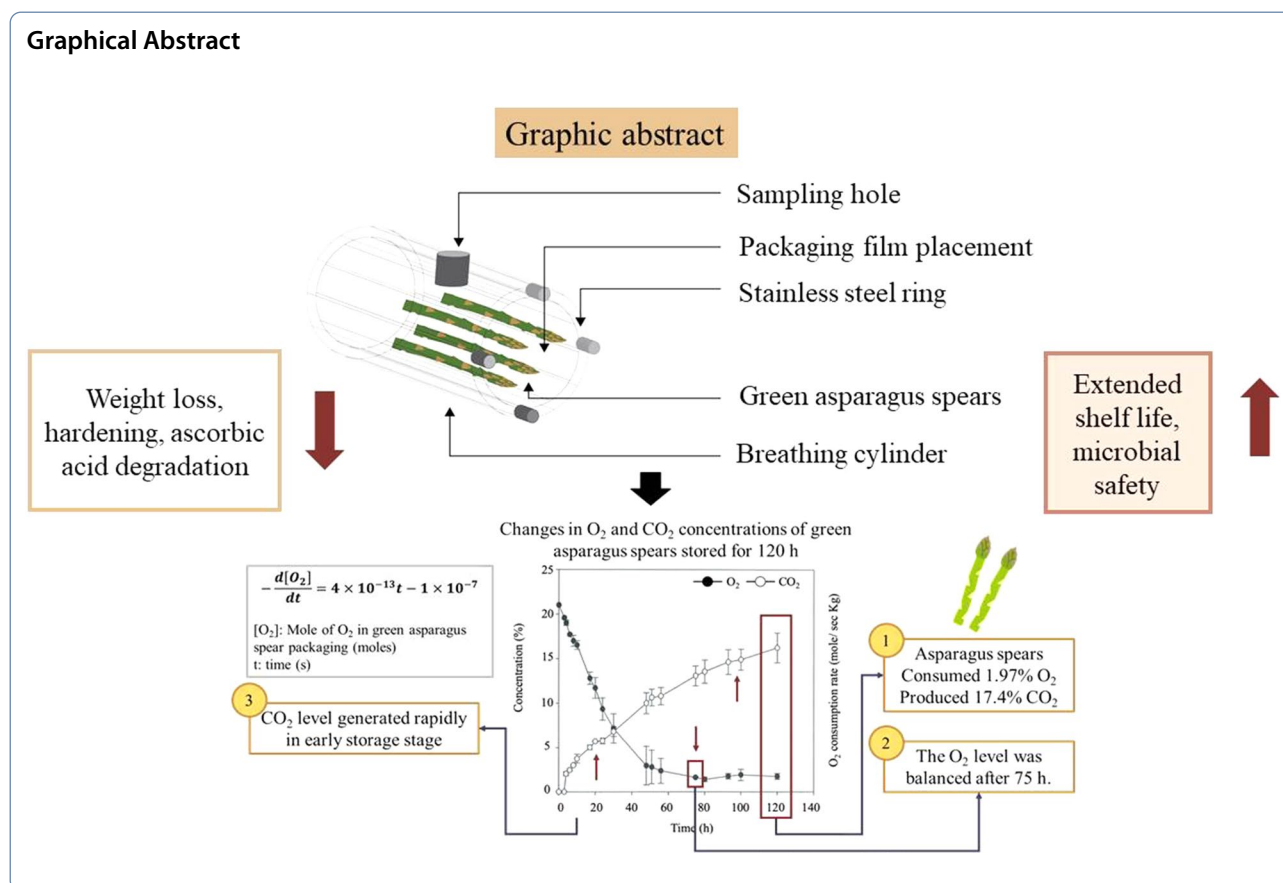 Graphical Abstract
Graphic abstract
Sampling hole
Packaging film placement
Stainless steel ring
Green asparagus spears
Breathing cylinder
Weight loss,
hardening, ascorbic
acid degradation
Extended
shelf life,
microbial
safety
Changes in O₂ and CO₂ concentrations of green
asparagus spears stored for 120 h
−d[O₂]/dt = 4 × 10⁻¹³t − 1 × 10⁻⁷
[O₂]: Mole of O₂ in green asparagus
spear packaging (moles)
t: time (s)
3
CO₂ level generated rapidly
in early storage stage
O₂ CO₂
Concentration (%)
25
20
15
10
5
0
0 20 40 60 80 100 120 140
Time (h)
O₂ consumption rate (mole/ sec Kg)
1
Asparagus spears
Consumed 1.97% O₂
Produced 17.4% CO₂
2
The O₂ level was
balanced after 75 h.